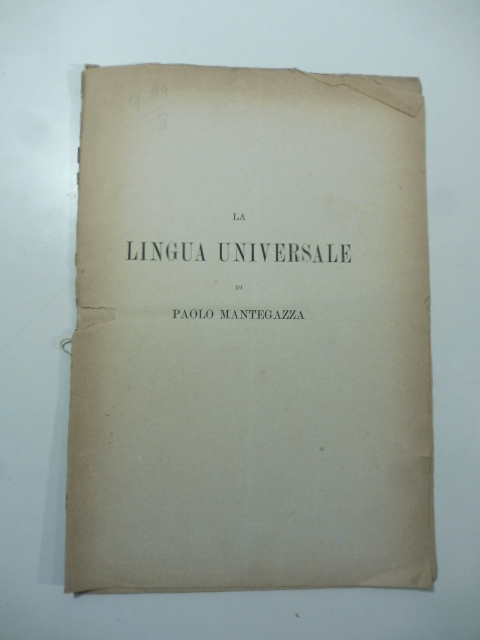 LA
LINGUA UNIVERSALE
DI
PAOLO MANTEGAZZA